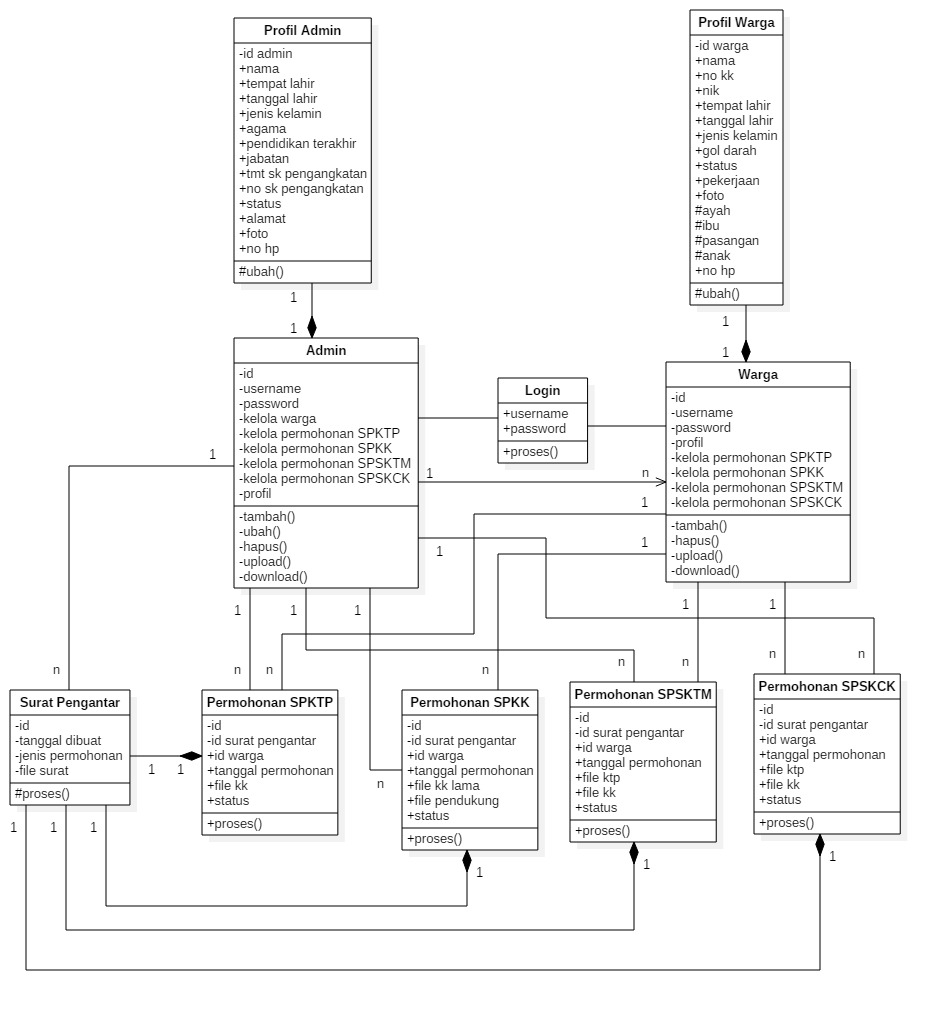 Profil Admin
-id admin
+nama
+tempat lahir
+tanggal lahir
+jenis kelamin
+agama
+pendidikan terakhir
+jabatan
+tmt sk pengangkatan
+no sk pengangkatan
+status
+alamat
+foto
+no hp
#ubah()
Profil Warga
-id warga
+nama
+no kk
+nik
+tempat lahir
+tanggal lahir
+jenis kelamin
+gol darah
+status
+pekerjaan
+foto
#ayah
#ibu
#pasangan
#anak
+no hp
#ubah()
1
1
1
1
Admin
-id
-username
-password
-kelola warga
-kelola permohonan SPKTP
-kelola permohonan SPKK
-kelola permohonan SPSKTM
-kelola permohonan SPSKCK
-profil
-tambah()
-ubah()
-hapus()
-upload()
-download()
Login
+username
+password
+proses()
Warga
-id
-username
-password
-profil
-kelola permohonan SPKTP
-kelola permohonan SPKK
-kelola permohonan SPSKTM
-kelola permohonan SPSKCK
-tambah()
-hapus()
-upload()
-download()
1
1
n
1
1
1
1
1
1
1
1
n
n
n
n
n
n
n
n
n
Surat Pengantar
-id
-tanggal dibuat
-jenis permohonan
-file surat
#proses()
1
1
Permohonan SPKTP
-id
-id surat pengantar
+id warga
+tanggal permohonan
+file kk
+status
+proses()
Permohonan SPKK
-id
-id surat pengantar
+id warga
+tanggal permohonan
+file kk lama
+file pendukung
+status
+proses()
Permohonan SPSKTM
-id
-id surat pengantar
+id warga
+tanggal permohonan
+file ktp
+file kk
+status
+proses()
Permohonan SPSKCK
-id
-id surat pengantar
+id warga
+tanggal permohonan
+file ktp
+file kk
+status
+proses()
1
1
1
1
1
1